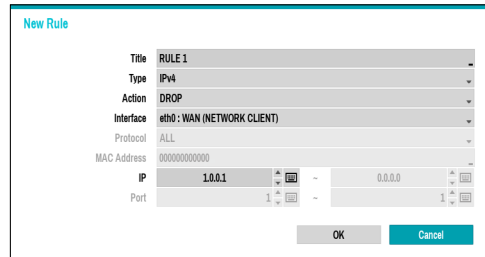 New Rule
Title RULE 1
Type IPv4
Action DROP
Interface eth0 : WAN (NETWORK CLIENT)
Protocol ALL
MAC Address 000000000000
IP 1.0.0.1 – 0.0.0.0
Port 1 – 1
OK Cancel